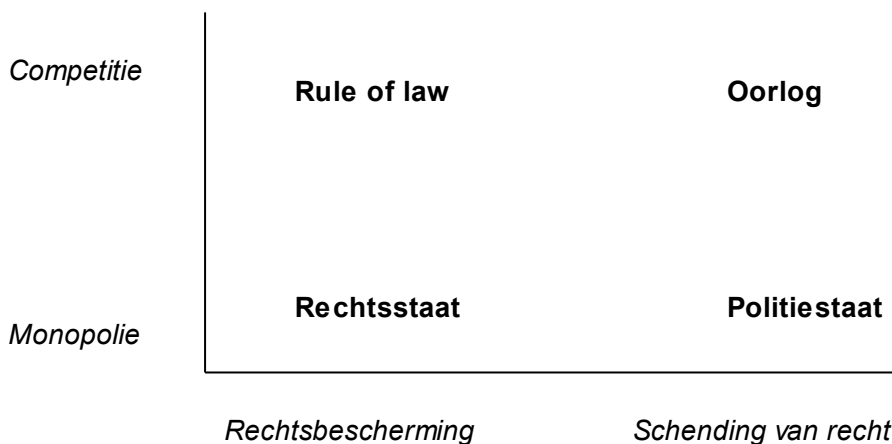 Competitie
Rule of law Oorlog
Rechtsstaat Politiestaat
Monopolie
Rechtsbescherming Schending van recht